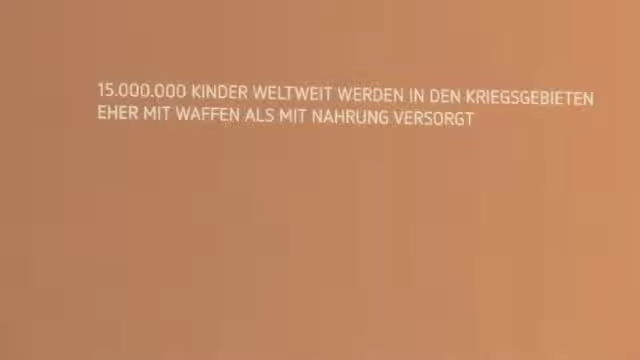 15.000.000 KINDER WELTWEIT WERDEN IN DEN KRIEGSGEBIETEN
EHER MIT WAFFEN ALS MIT NAHRUNG VERSORGT